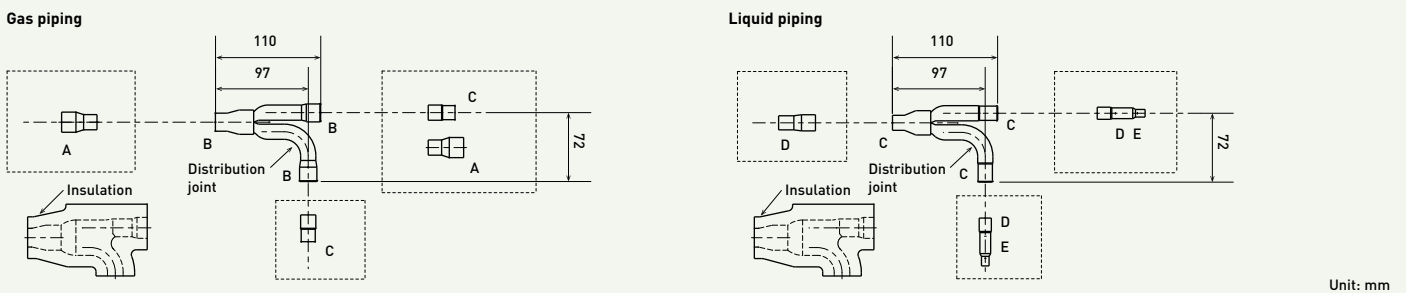 Gas piping
110
97
A
B
B
B
C
A
72
Distribution
joint
Insulation
C
Liquid piping
110
97
D
C
C
C
D E
72
Distribution
joint
Insulation
D
E
Unit: mm